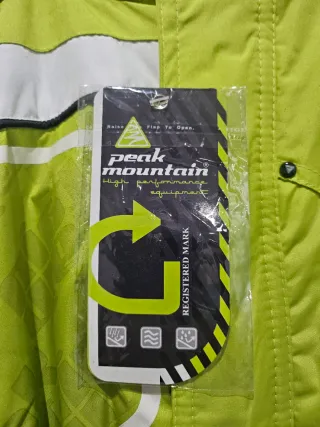 Raise Flap To Open.
peak
mountain®
High performance
equipment
REGISTERED MARK